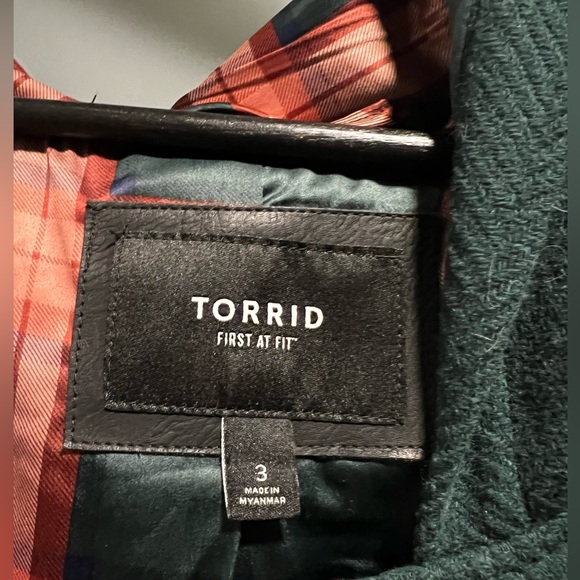 TORRID
FIRST AT FIT™
3
MADE IN
MYANMAR